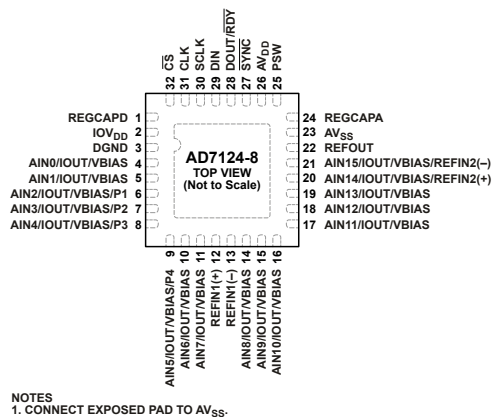 32 C̅S̅
31 CLK
30 SCLK
29 DIN
28 DOUT/R̅D̅Y̅
27 S̅Y̅N̅C̅
26 AVDD
25 PSW
REGCAPD 1
IOVDD 2
DGND 3
AIN0/IOUT/VBIAS 4
AIN1/IOUT/VBIAS 5
AIN2/IOUT/VBIAS/P1 6
AIN3/IOUT/VBIAS/P2 7
AIN4/IOUT/VBIAS/P3 8
AD7124-8
TOP VIEW
(Not to Scale)
24 REGCAPA
23 AVSS
22 REFOUT
21 AIN15/IOUT/VBIAS/REFIN2(–)
20 AIN14/IOUT/VBIAS/REFIN2(+)
19 AIN13/IOUT/VBIAS
18 AIN12/IOUT/VBIAS
17 AIN11/IOUT/VBIAS
AIN5/IOUT/VBIAS/P4 9
AIN6/IOUT/VBIAS 10
AIN7/IOUT/VBIAS 11
REFIN1(+) 12
REFIN1(–) 13
AIN8/IOUT/VBIAS 14
AIN9/IOUT/VBIAS 15
AIN10/IOUT/VBIAS 16
NOTES
1. CONNECT EXPOSED PAD TO AVSS.